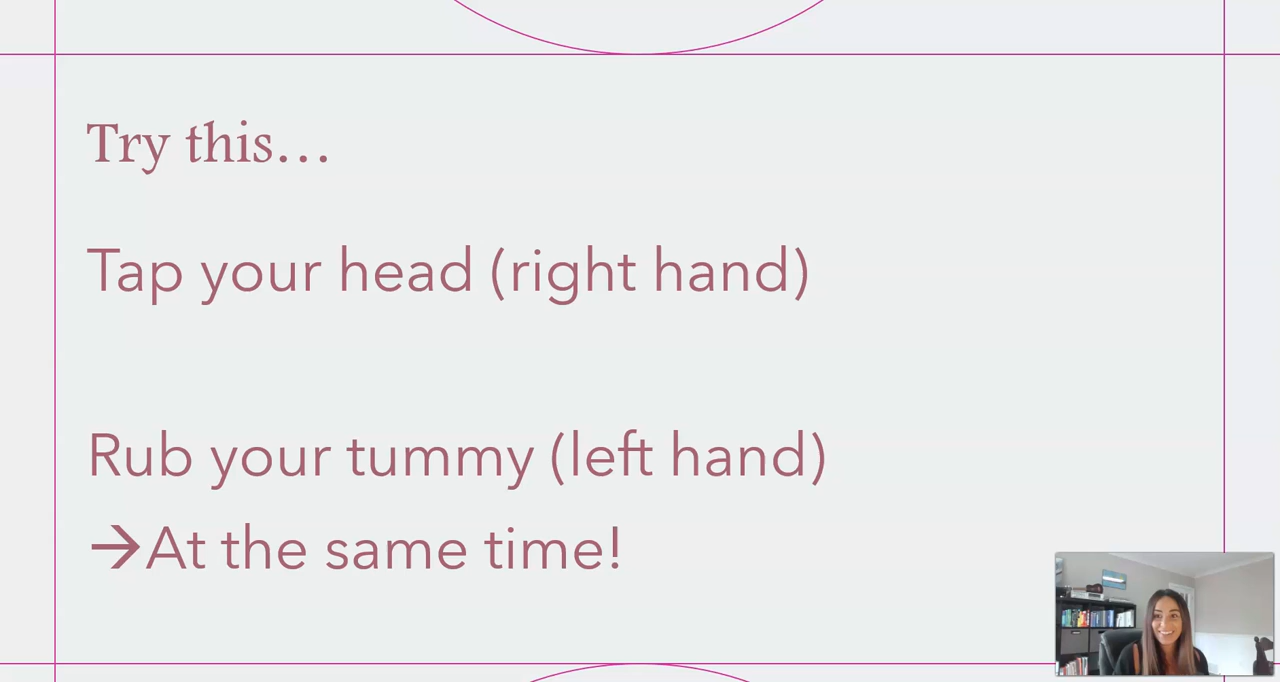 Try this…
Tap your head (right hand)
Rub your tummy (left hand)
→At the same time!